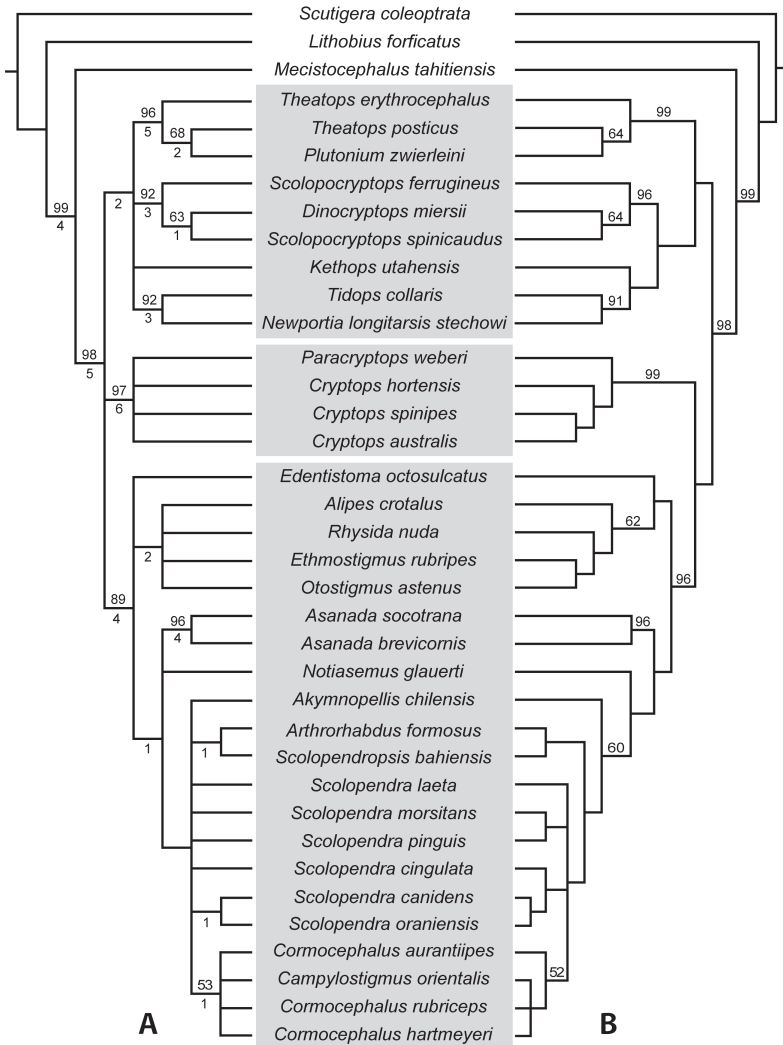 Scutigera coleoptrata
Lithobius forficatus
Mecistocephalus tahitiensis
Theatops erythrocephalus
96
99
5
Theatops posticus
68
64
2
Plutonium zwierleini
Scolopocryptops ferrugineus
92
96
99
2
3
Dinocryptops miersii
63
64
99
4
1
Scolopocryptops spinicaudus
Kethops utahensis
Tidops collaris
92
91
3
Newportia longitarsis stechowi
98
98
5
Paracryptops weberi
99
97
6
Cryptops hortensis
Cryptops spinipes
Cryptops australis
Edentistoma octosulcatus
Alipes crotalus
62
Rhysida nuda
2
Ethmostigmus rubripes
96
Otostigmus astenus
89
4
Asanada socotrana
96
96
4
Asanada brevicornis
Notiasemus glauerti
Akymnopellis chilensis
Arthrorhabdus formosus
1
1
60
Scolopendropsis bahiensis
Scolopendra laeta
Scolopendra morsitans
Scolopendra pinguis
Scolopendra cingulata
Scolopendra canidens
1
Scolopendra oraniensis
Cormocephalus aurantiipes
52
Campylostigmus orientalis
53
1
Cormocephalus rubriceps
A
B
Cormocephalus hartmeyeri